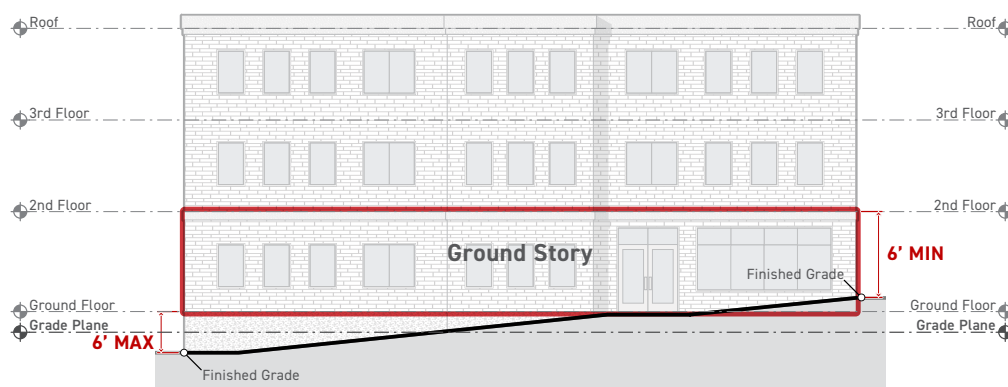 Roof
Roof
3rd Floor
3rd Floor
2nd Floor
2nd Floor
Ground Story
6’ MIN
Finished Grade
Ground Floor
Ground Floor
Grade Plane
Grade Plane
6’ MAX
Finished Grade